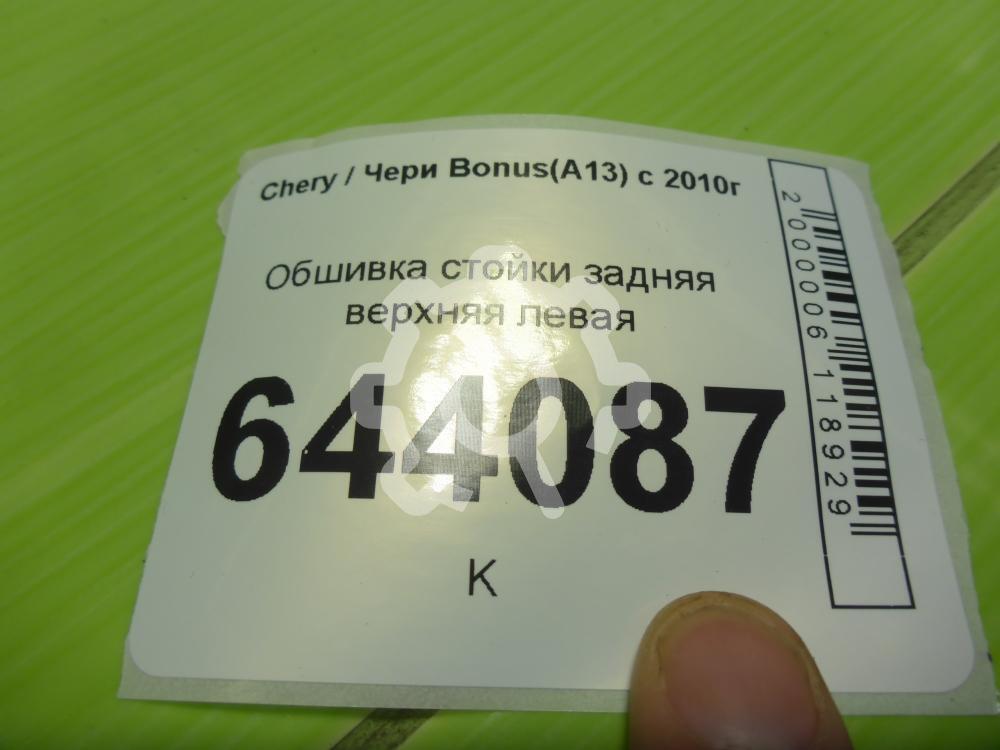 Chery / Чери Bonus(A13) с 2010г
Обшивка стойки задняя
верхняя левая
644087
К
2000006118929